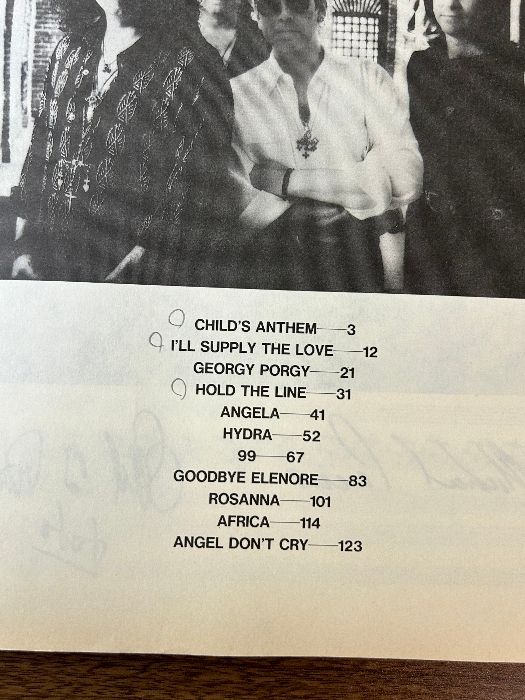 CHILD'S ANTHEM—3
I'LL SUPPLY THE LOVE—12
GEORGY PORGY—21
HOLD THE LINE—31
ANGELA—41
HYDRA—52
99—67
GOODBYE ELENORE—83
ROSANNA—101
AFRICA—114
ANGEL DON'T CRY—123